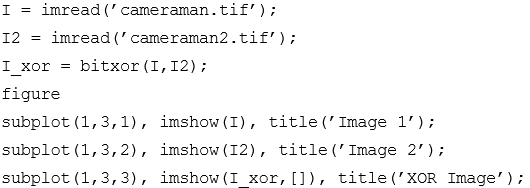 I = imread(’cameraman.tif’);
I2 = imread(’cameraman2.tif’);
I_xor = bitxor(I,I2);
figure
subplot(1,3,1), imshow(I), title(’Image 1’);
subplot(1,3,2), imshow(I2), title(’Image 2’);
subplot(1,3,3), imshow(I_xor,[]), title(’XOR Image’);